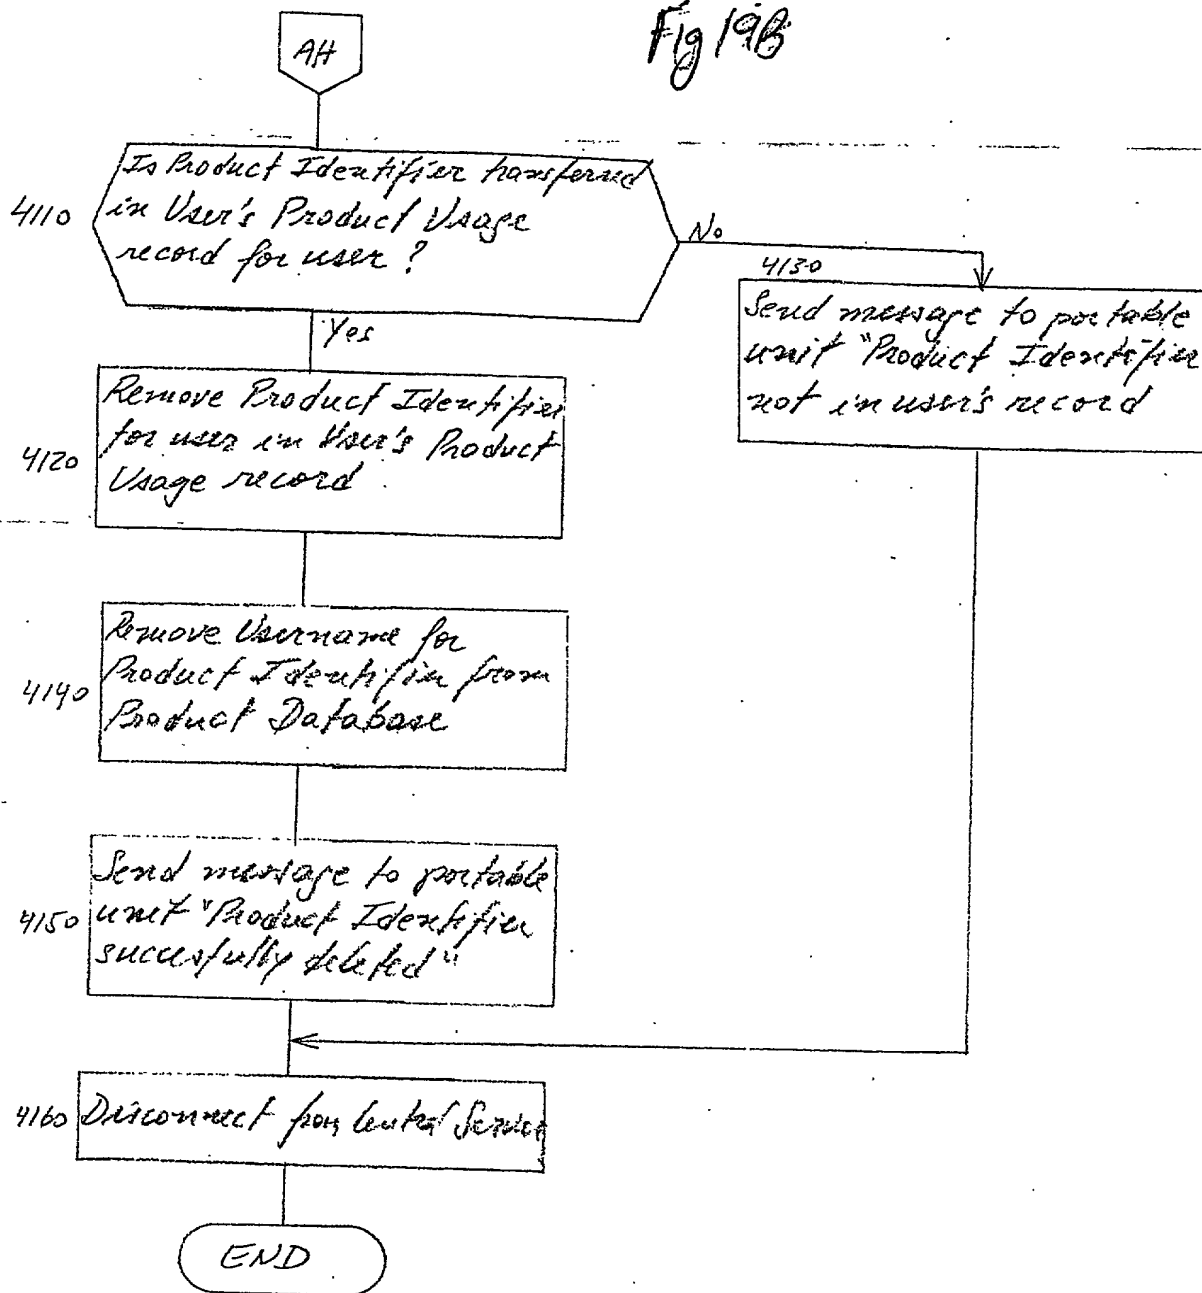 Fig 19B
AH
4110
Is Product Identifier transferred
in User's Product Usage
record for user ?
No
Yes
4130
Send message to portable
unit "Product Identifier
not in user's record
4120
Remove Product Identifier
for user in User's Product
Usage record
4140
Remove Username for
Product Identifier from
Product Database
4150
Send message to portable
unit "Product Identifier
succesfully deleted"
4160
Disconnect from Central Server
END